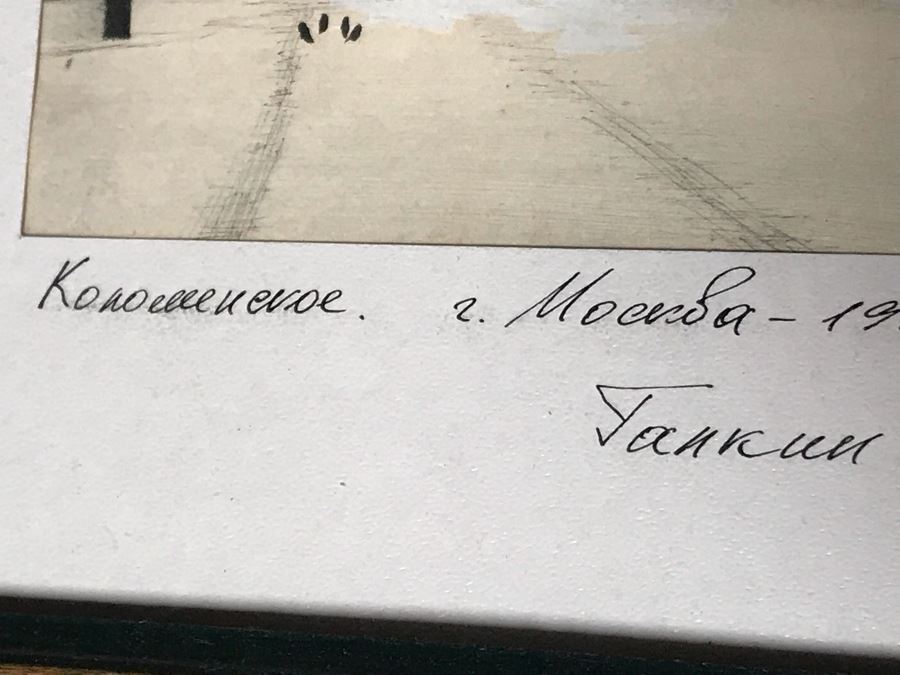 Коломенское. г. Москва - 19
Галкин